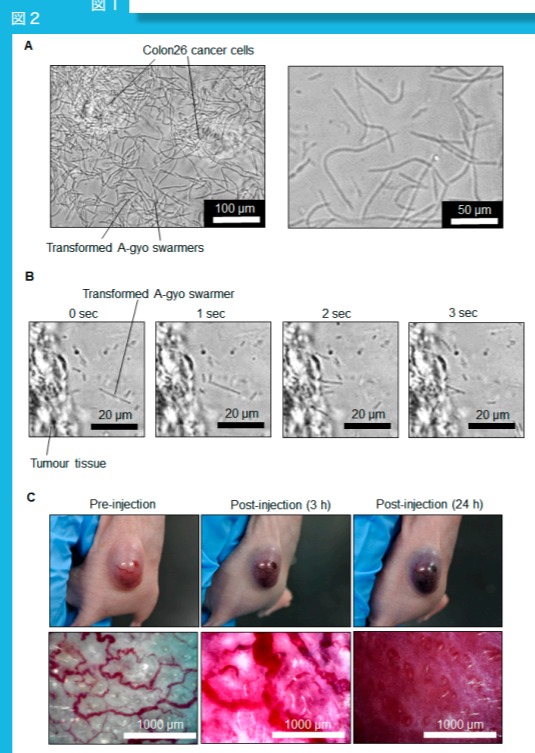 図1
図2
A
Colon26 cancer cells
100 µm
50 µm
Transformed A-gyo swarmers
B
Transformed A-gyo swarmer
0 sec
1 sec
2 sec
3 sec
20 µm
20 µm
20 µm
20 µm
Tumour tissue
C
Pre-injection
Post-injection (3 h)
Post-injection (24 h)
1000 µm
1000 µm
1000 µm